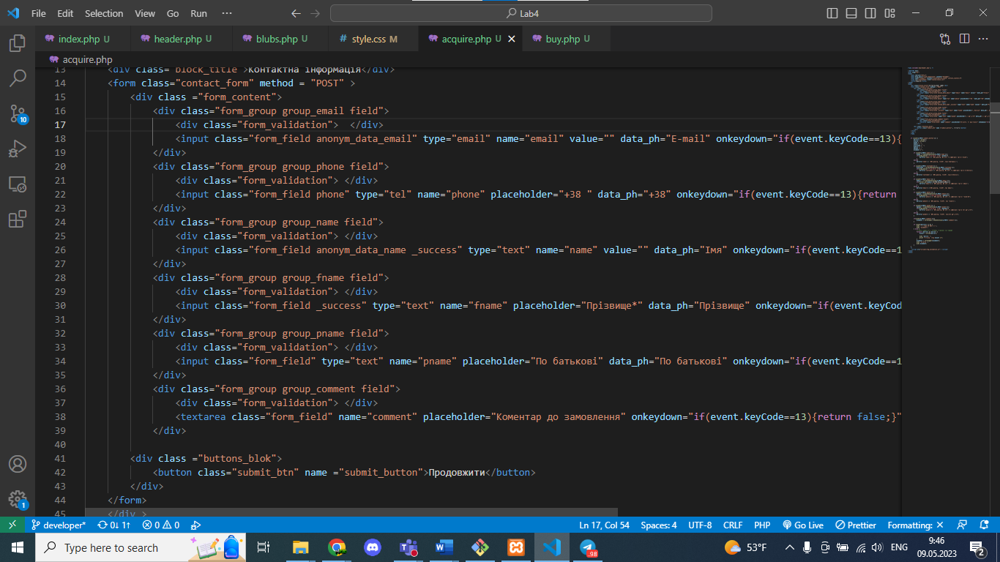 File Edit Selection View Go Run ··· Lab4
index.php U header.php U blubs.php U # style.css M acquire.php U buy.php U
acquire.php
13 <div class="block_title">Контактна інформація</div>
14 <form class="contact_form" method = "POST" >
15 <div class ="form_content">
16 <div class="form_group group_email field">
17 <div class="form_validation">  </div>
18 <input class="form_field anonym_data_email" type="email" name="email" value="" data_ph="E-mail" onkeydown="if(event.keyCode==13){
19 </div>
20 <div class="form_group group_phone field">
21 <div class="form_validation"> </div>
22 <input class="form_field phone" type="tel" name="phone" placeholder="+38 " data_ph="+38" onkeydown="if(event.keyCode==13){return
23 </div>
24 <div class="form_group group_name field">
25 <div class="form_validation"> </div>
26 <input class="form_field anonym_data_name _success" type="text" name="name" value="" data_ph="Імя" onkeydown="if(event.keyCode==1
27 </div>
28 <div class="form_group group_fname field">
29 <div class="form_validation"> </div>
30 <input class="form_field _success" type="text" name="fname" placeholder="Прізвище*" data_ph="Прізвище" onkeydown="if(event.keyCod
31 </div>
32 <div class="form_group group_pname field">
33 <div class="form_validation"> </div>
34 <input class="form_field" type="text" name="pname" placeholder="По батькові" data_ph="По батькові" onkeydown="if(event.keyCode==1
35 </div>
36 <div class="form_group group_comment field">
37 <div class="form_validation"> </div>
38 <textarea class="form_field" name="comment" placeholder="Коментар до замовлення" onkeydown="if(event.keyCode==13){return false;}"
39 </div>
40
41 <div class ="buttons_blok">
42 <button class="submit_btn" name ="submit_button">Продовжити</button>
43 </div>
44 </form>
45 </div >
10
1
developer* 0↓ 1↑ 0 0 Ln 17, Col 54 Spaces: 4 UTF-8 CRLF PHP Go Live Prettier Formatting: ×
Type here to search .98 53°F ENG 9:46
09.05.2023 2